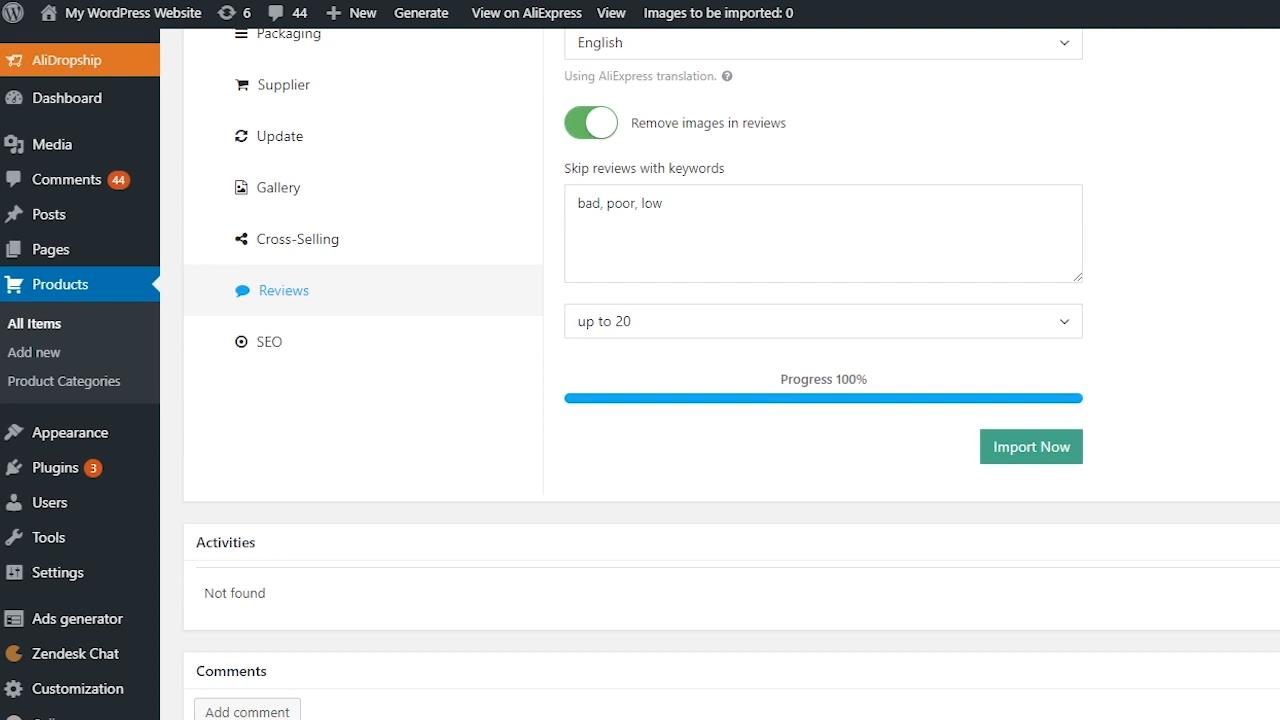 My WordPress Website 6 44 New Generate View on AliExpress View Images to be imported: 0
AliDropship
Dashboard
Media
Comments 44
Posts
Pages
Products
All Items
Add new
Product Categories
Appearance
Plugins 3
Users
Tools
Settings
Ads generator
Zendesk Chat
Customization
Packaging
Supplier
Update
Gallery
Cross-Selling
Reviews
SEO
English
Using AliExpress translation. ?
Remove images in reviews
Skip reviews with keywords
bad, poor, low
up to 20
Progress 100%
Import Now
Activities
Not found
Comments
Add comment